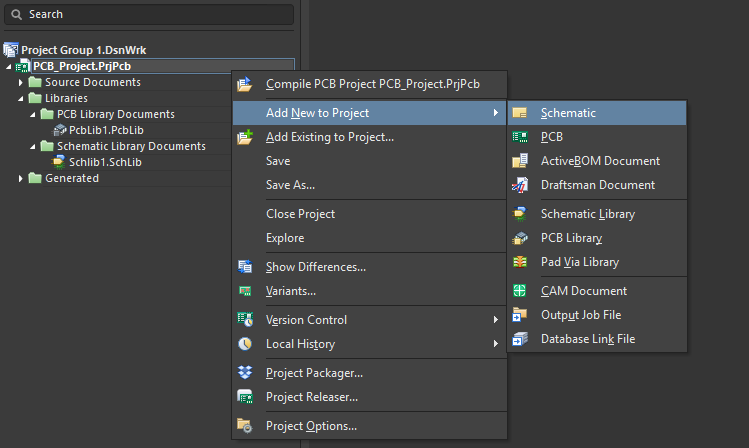 Search
Project Group 1.DsnWrk
PCB_Project.PrjPcb
Source Documents
Libraries
PCB Library Documents
PcbLib1.PcbLib
Schematic Library Documents
Schlib1.SchLib
Generated
Compile PCB Project PCB_Project.PrjPcb
Add New to Project
Add Existing to Project...
Save
Save As...
Close Project
Explore
Show Differences...
Variants...
Version Control
Local History
Project Packager...
Project Releaser...
Project Options...
Schematic
PCB
ActiveBOM Document
Draftsman Document
Schematic Library
PCB Library
Pad Via Library
CAM Document
Output Job File
Database Link File